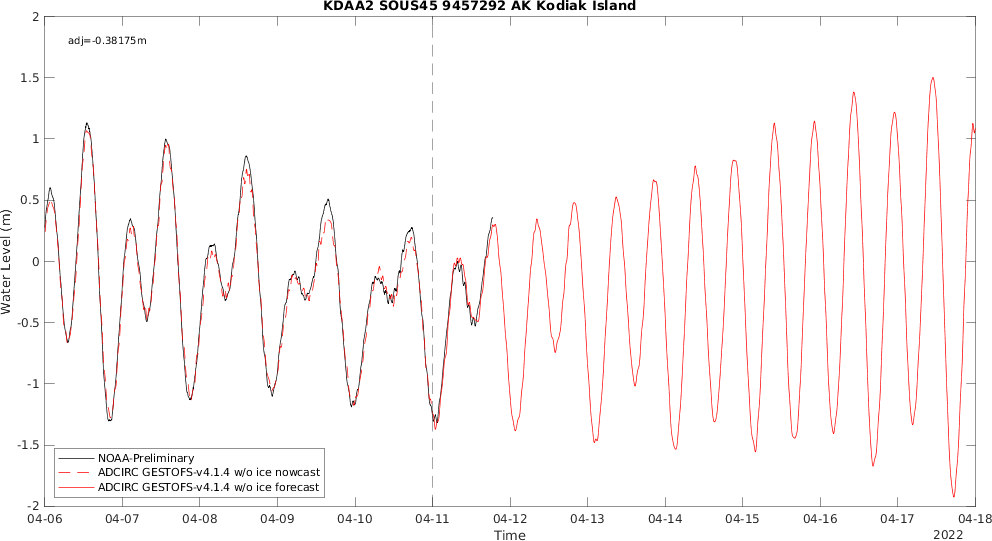 KDAA2 SOUS45 9457292 AK Kodiak Island
adj=-0.38175m
2
1.5
1
0.5
0
-0.5
-1
-1.5
-2
Water Level (m)
NOAA-Preliminary
ADCIRC GESTOFS-v4.1.4 w/o ice nowcast
ADCIRC GESTOFS-v4.1.4 w/o ice forecast
04-06 04-07 04-08 04-09 04-10 04-11 04-12 04-13 04-14 04-15 04-16 04-17 04-18
Time
2022